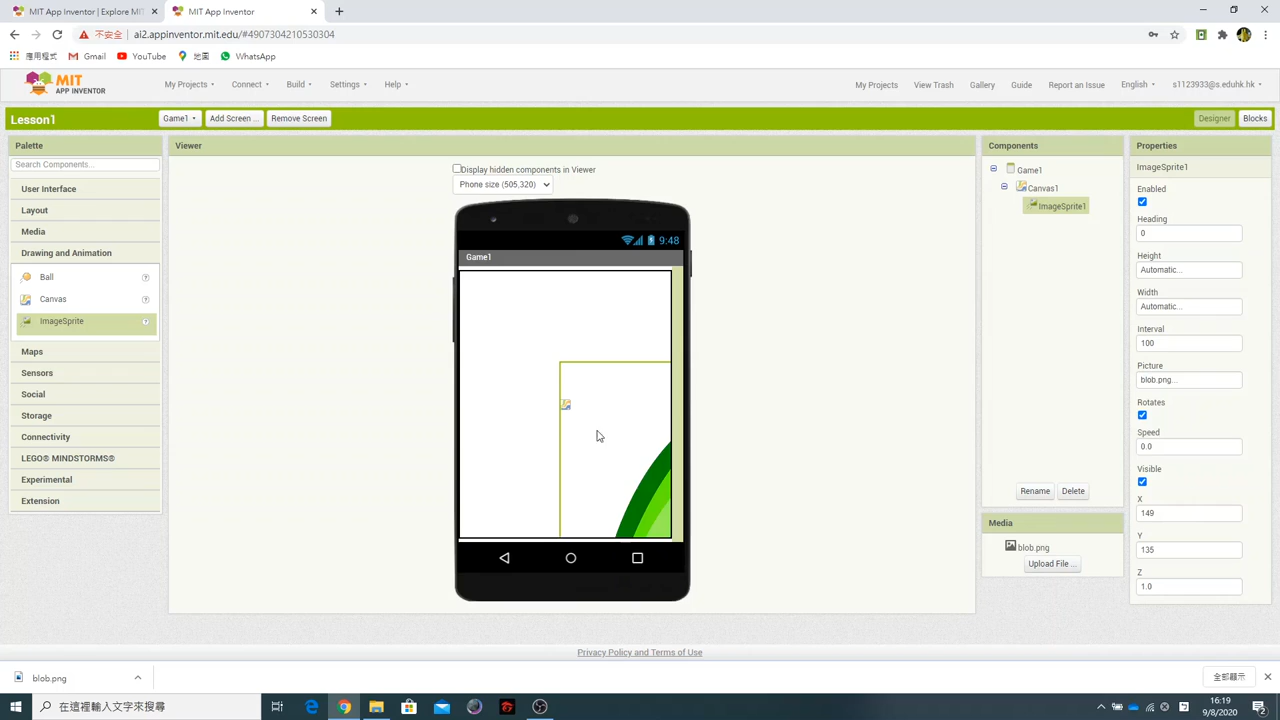 MIT App Inventor | Explore MIT
MIT App Inventor
不安全
ai2.appinventor.mit.edu/#4907304210530304
應用程式
Gmail
YouTube
地圖
WhatsApp
MIT
APP INVENTOR
My Projects
Connect
Build
Settings
Help
My Projects
View Trash
Gallery
Guide
Report an Issue
English
s1123933@s.eduhk.hk
Lesson1
Game1
Add Screen ...
Remove Screen
Designer
Blocks
Palette
Search Components...
User Interface
Layout
Media
Drawing and Animation
Ball
?
Canvas
?
ImageSprite
?
Maps
Sensors
Social
Storage
Connectivity
LEGO® MINDSTORMS®
Experimental
Extension
Viewer
Display hidden components in Viewer
Phone size (505,320)
9:48
Game1
Components
Game1
Canvas1
ImageSprite1
Rename
Delete
Media
blob.png
Upload File ...
Properties
ImageSprite1
Enabled
Heading
0
Height
Automatic...
Width
Automatic...
Interval
100
Picture
blob.png...
Rotates
Speed
0.0
Visible
X
149
Y
135
Z
1.0
Privacy Policy and Terms of Use
blob.png
全部顯示
在這裡輸入文字來搜尋
16:19
9/8/2020
2